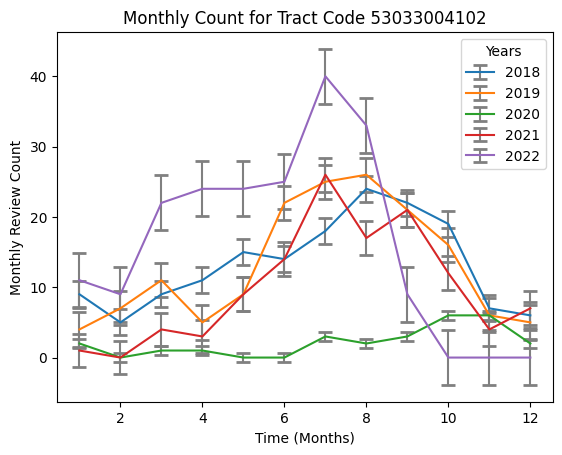 Monthly Count for Tract Code 53033004102
Years
2018
2019
2020
2021
2022
Monthly Review Count
40
30
20
10
0
2 4 6 8 10 12
Time (Months)